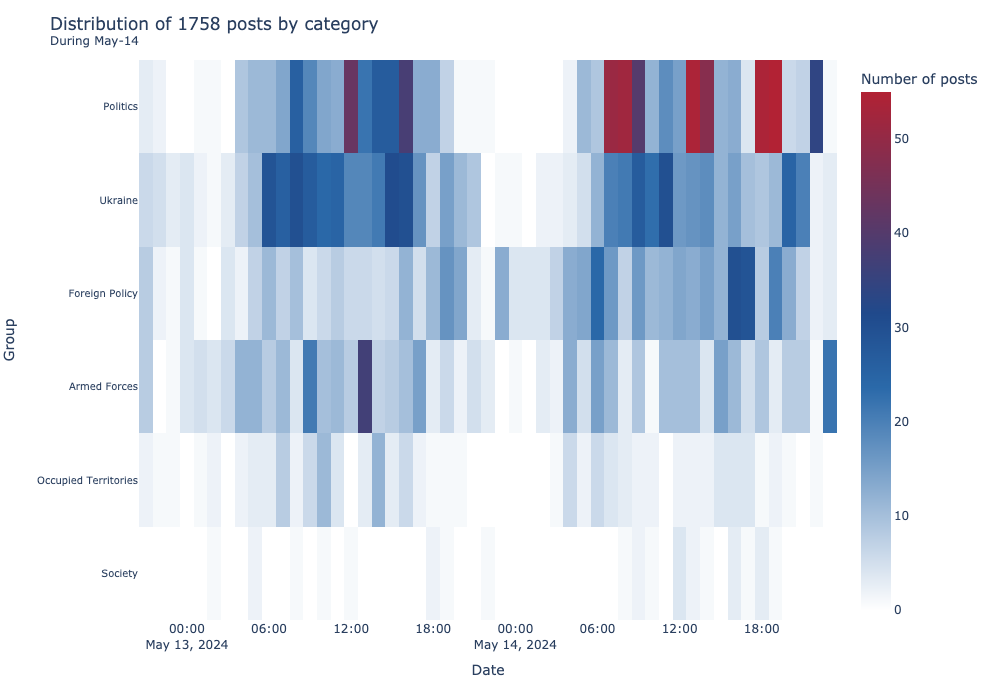 Distribution of 1758 posts by category
During May-14
Number of posts
Politics
Ukraine
Foreign Policy
Armed Forces
Occupied Territories
Society
Group
50
40
30
20
10
0
00:00 06:00 12:00 18:00 00:00 06:00 12:00 18:00
May 13, 2024 May 14, 2024
Date